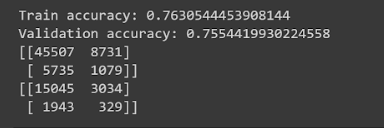 Train accuracy: 0.7630544453908144
Validation accuracy: 0.7554419930224558
[[45507 8731]
[ 5735 1079]]
[[15045 3034]
[ 1943 329]]